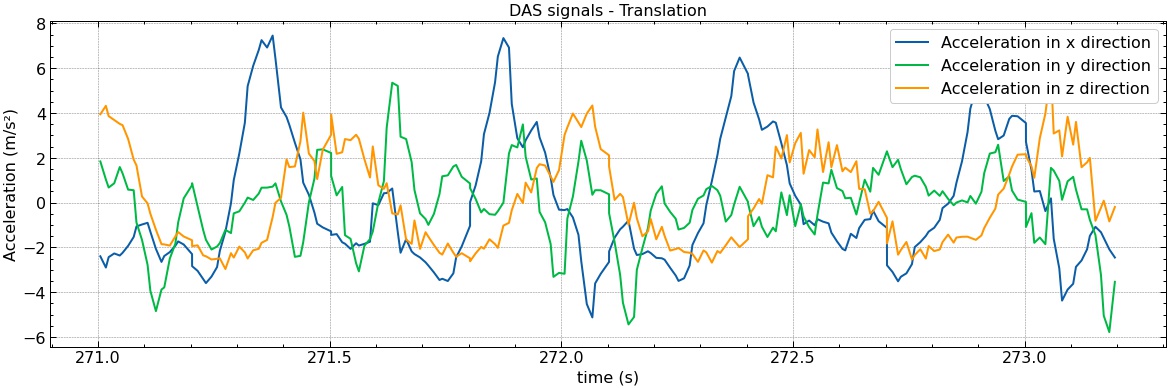 DAS signals - Translation
Acceleration (m/s²)
8
6
4
2
0
−2
−4
−6
Acceleration in x direction
Acceleration in y direction
Acceleration in z direction
271.0 271.5 272.0 272.5 273.0
time (s)